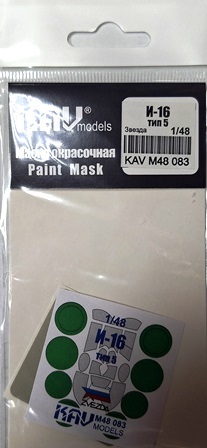 KAV®
models
И-16
тип 5
Звезда 1/48
KAV M48 083
окрасочная
Paint Mask
1/48
И-16
тип 5
ZVEZDA
KAV M48 083
MODELS